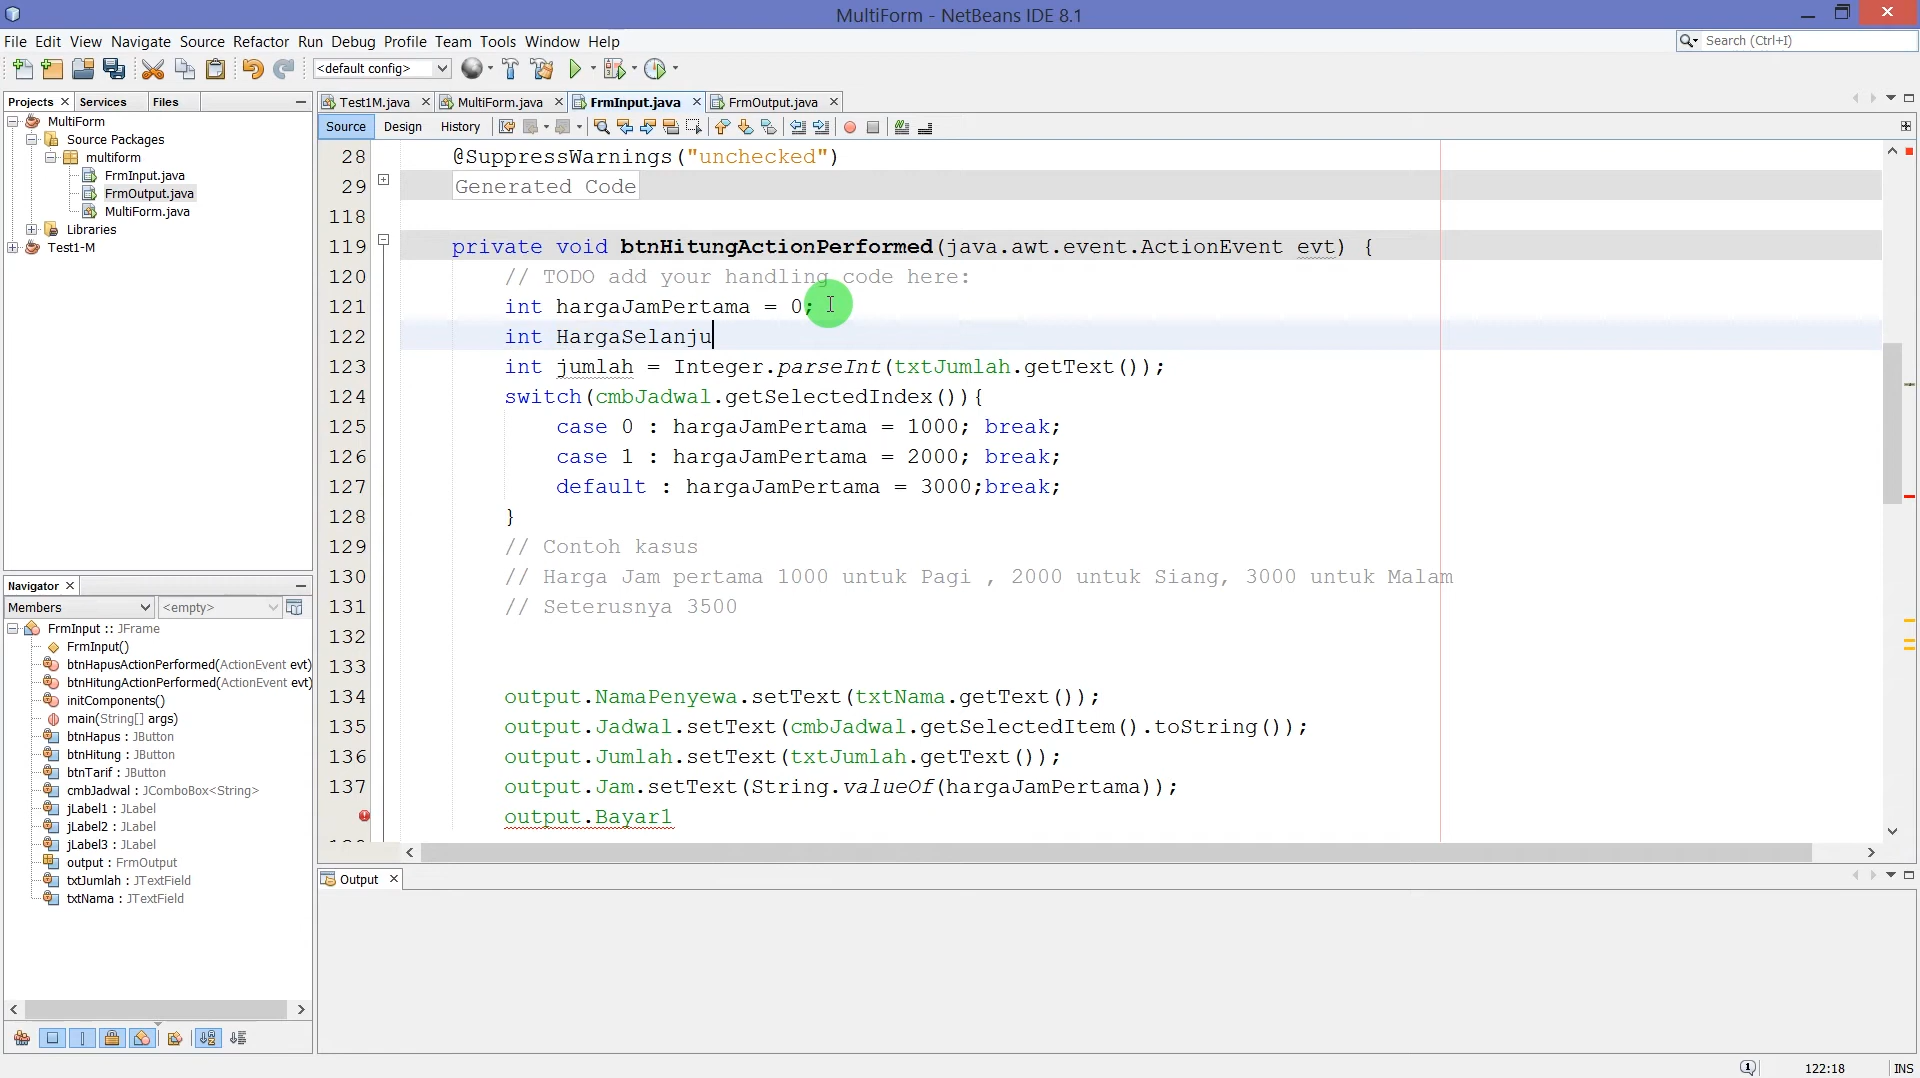 MultiForm - NetBeans IDE 8.1
File Edit View Navigate Source Refactor Run Debug Profile Team Tools Window Help
Search (Ctrl+I)
<default config>
Projects Services Files
Test1M.java MultiForm.java FrmInput.java FrmOutput.java
Source Design History
MultiForm
Source Packages
multiform
FrmInput.java
FrmOutput.java
MultiForm.java
Libraries
Test1-M
28 @SuppressWarnings("unchecked")
29 Generated Code
118
119 private void btnHitungActionPerformed(java.awt.event.ActionEvent evt) {
120 // TODO add your handling code here:
121 int hargaJamPertama = 0;
122 int HargaSelanju
123 int jumlah = Integer.parseInt(txtJumlah.getText());
124 switch(cmbJadwal.getSelectedIndex()){
125 case 0 : hargaJamPertama = 1000; break;
126 case 1 : hargaJamPertama = 2000; break;
127 default : hargaJamPertama = 3000;break;
128 }
129 // Contoh kasus
130 // Harga Jam pertama 1000 untuk Pagi , 2000 untuk Siang, 3000 untuk Malam
131 // Seterusnya 3500
132
133
134 output.NamaPenyewa.setText(txtNama.getText());
135 output.Jadwal.setText(cmbJadwal.getSelectedItem().toString());
136 output.Jumlah.setText(txtJumlah.getText());
137 output.Jam.setText(String.valueOf(hargaJamPertama));
output.Bayar1
Navigator
Members <empty>
FrmInput :: JFrame
FrmInput()
btnHapusActionPerformed(ActionEvent evt)
btnHitungActionPerformed(ActionEvent evt)
initComponents()
main(String[] args)
btnHapus : JButton
btnHitung : JButton
btnTarif : JButton
cmbJadwal : JComboBox<String>
jLabel1 : JLabel
jLabel2 : JLabel
jLabel3 : JLabel
output : FrmOutput
txtJumlah : JTextField
txtNama : JTextField
Output
122:18 INS